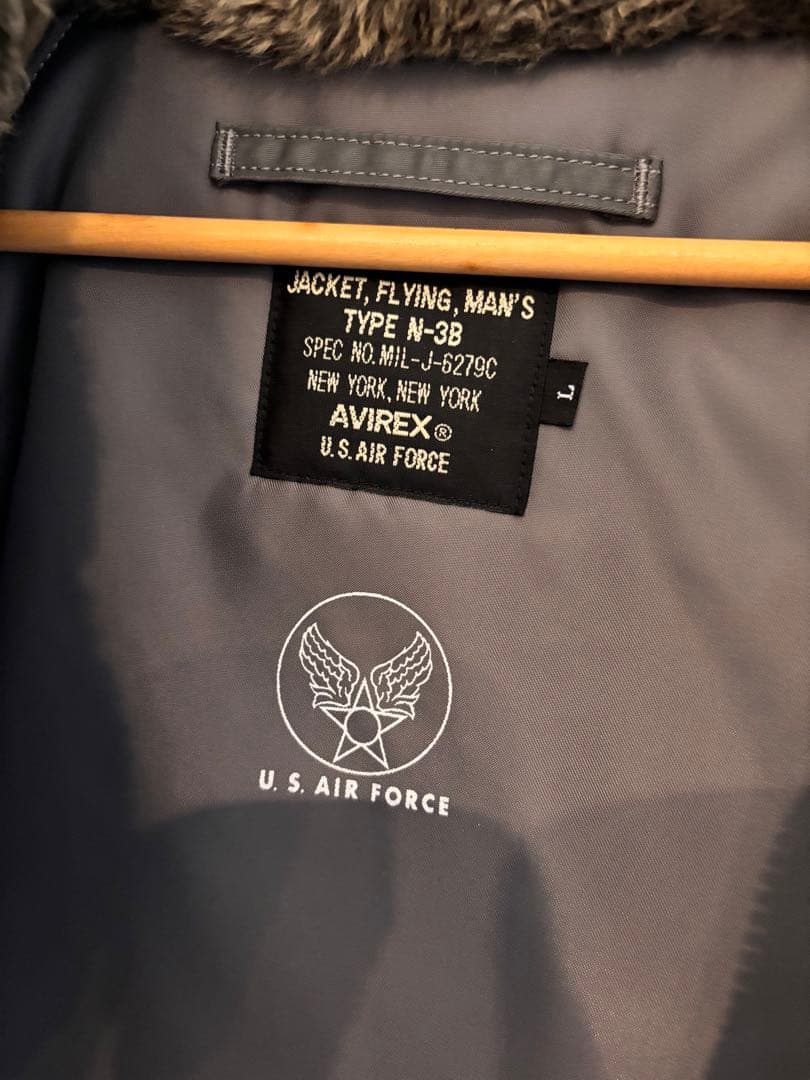 JACKET, FLYING, MAN'S
TYPE N-3B
SPEC NO. MIL-J-6279C
NEW YORK, NEW YORK
AVIREX®
U.S. AIR FORCE
L
U. S. AIR FORCE